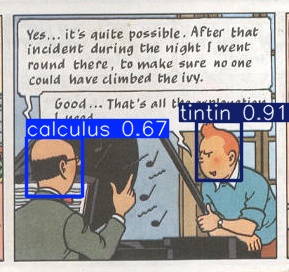 Yes... it's quite possible. After that
incident during the night I went
round there, to make sure no one
could have climbed the ivy.
Good... That's all the explanation
I need.
calculus 0.67
tintin 0.91